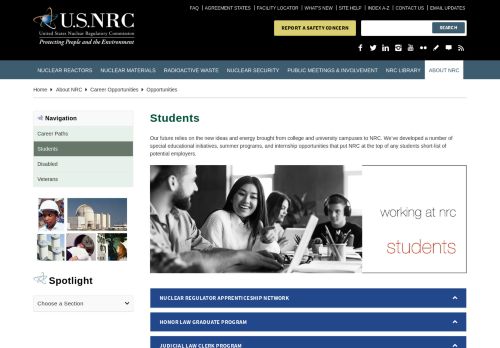 FAQ | AGREEMENT STATES | FACILITY LOCATOR | WHAT'S NEW | SITE HELP | INDEX A-Z | CONTACT US | EMAIL UPDATES
U.S.NRC
United States Nuclear Regulatory Commission
Protecting People and the Environment
REPORT A SAFETY CONCERN
SEARCH
NUCLEAR REACTORS NUCLEAR MATERIALS RADIOACTIVE WASTE NUCLEAR SECURITY PUBLIC MEETINGS & INVOLVEMENT NRC LIBRARY ABOUT NRC
Home About NRC Career Opportunities Opportunities
Navigation
Career Paths
Students
Disabled
Veterans
Spotlight
Choose a Section
Students
Our future relies on the new ideas and energy brought from college and university campuses to NRC. We've developed a number of
special educational initiatives, summer programs, and internship opportunities that put NRC at the top of any students short-list of
potential employers.
working at nrc
students
NUCLEAR REGULATOR APPRENTICESHIP NETWORK
HONOR LAW GRADUATE PROGRAM
JUDICIAL LAW CLERK PROGRAM